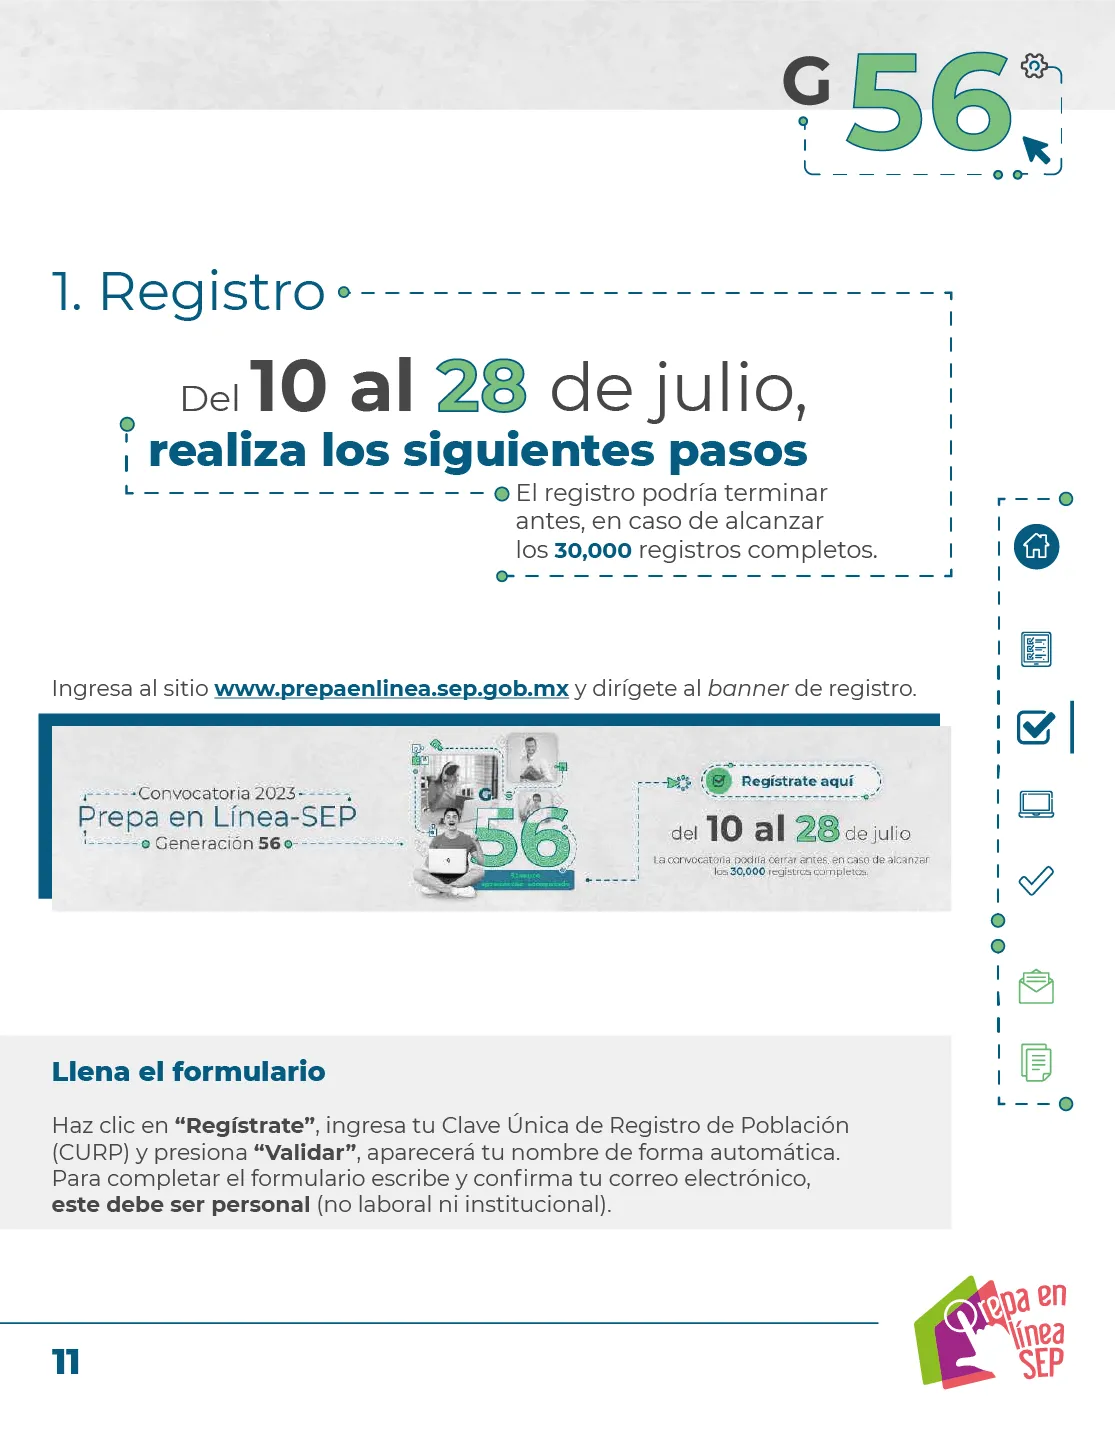 G 56
1. Registro
Del 10 al 28 de julio,
realiza los siguientes pasos
El registro podría terminar
antes, en caso de alcanzar
los 30,000 registros completos.
Ingresa al sitio www.prepaenlinea.sep.gob.mx y dirígete al banner de registro.
Convocatoria 2023
Prepa en Línea-SEP
Generación 56
G
56
Siempre
aprenderás acompañado
Regístrate aquí
del 10 al 28 de julio
La convocatoria podría cerrar antes, en caso de alcanzar
los 30,000 registros completos.
Llena el formulario
Haz clic en “Regístrate”, ingresa tu Clave Única de Registro de Población
(CURP) y presiona “Validar”, aparecerá tu nombre de forma automática.
Para completar el formulario escribe y confirma tu correo electrónico,
este debe ser personal (no laboral ni institucional).
11
Prepa en
línea
SEP